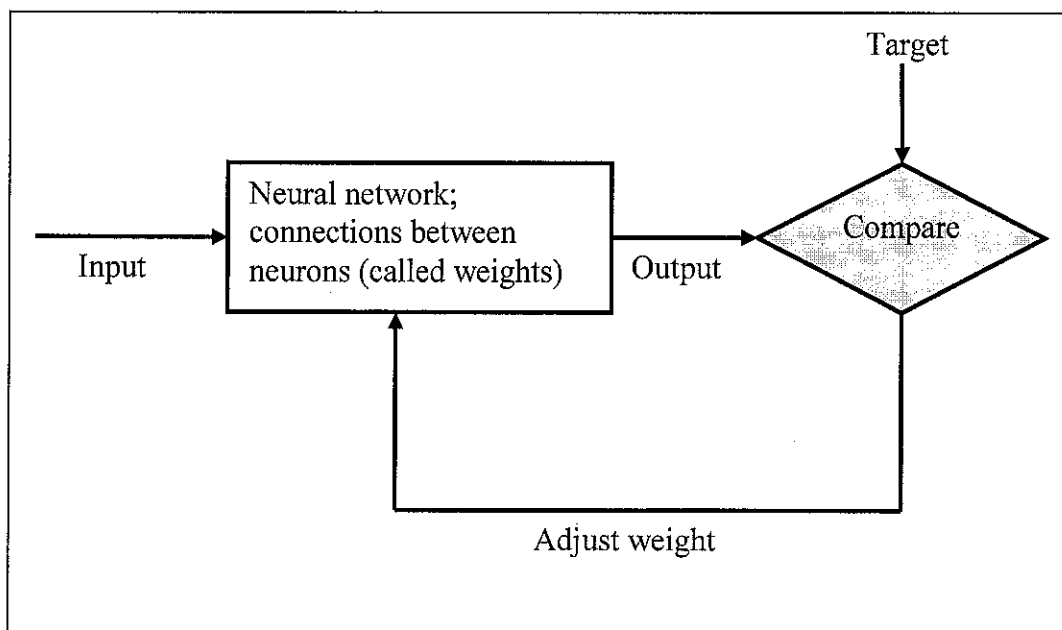 Target
Neural network;
connections between
neurons (called weights)
Compare
Input
Output
Adjust weight